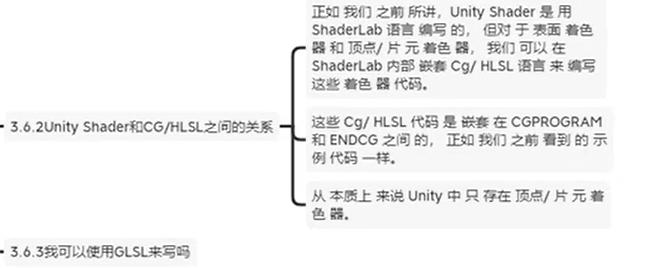 正如 我们 之前 所讲，Unity Shader 是 用
ShaderLab 语言 编写 的， 但对 于 表面 着色
器 和 顶点/ 片 元 着色 器， 我们 可以 在
ShaderLab 内部 嵌套 Cg/ HLSL 语言 来 编写
这些 着色 器 代码。
3.6.2Unity Shader和CG/HLSL之间的关系
这些 Cg/ HLSL 代码 是 嵌套 在 CGPROGRAM
和 ENDCG 之间 的， 正如 我们 之前 看到 的 示
例 代码 一样。
从 本质上 来说 Unity 中 只 存在 顶点/ 片 元 着
色 器。
3.6.3我可以使用GLSL来写吗